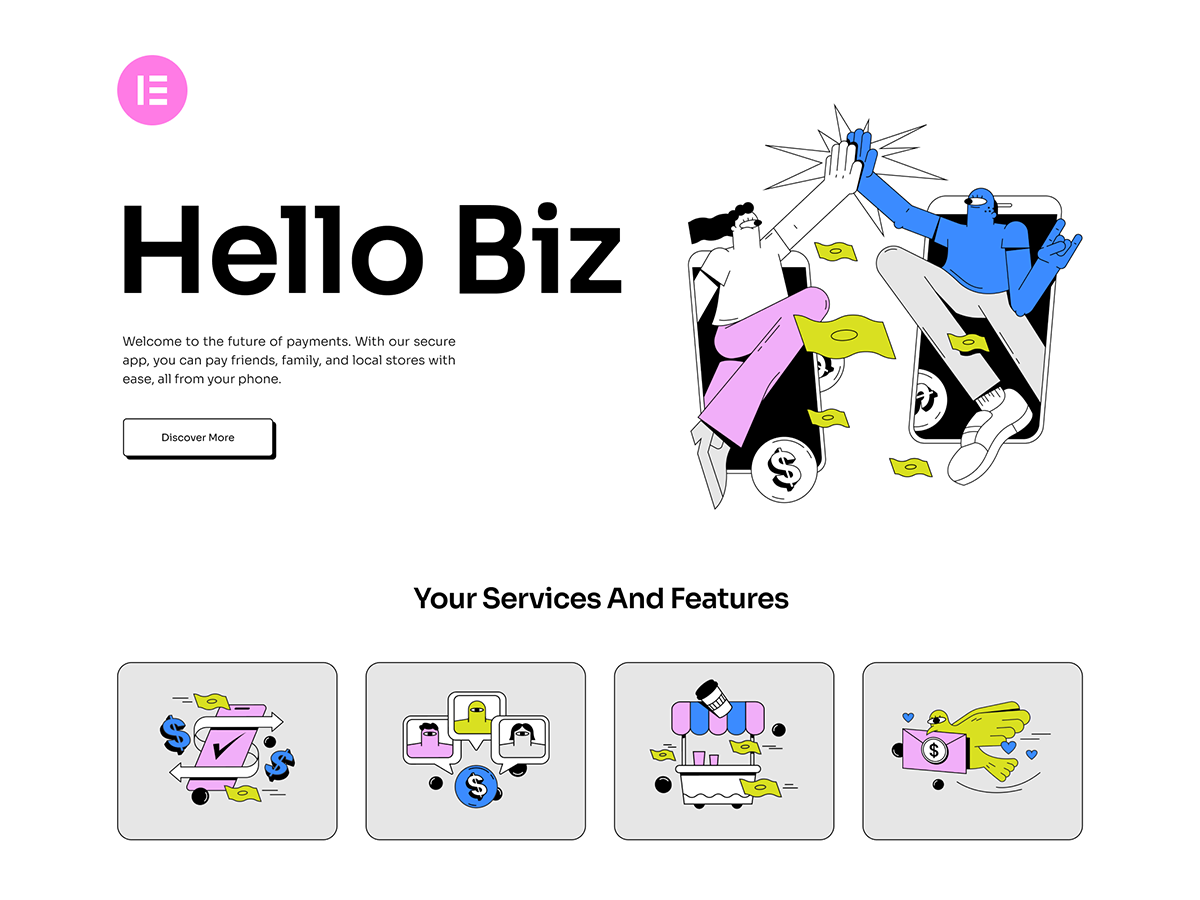 Hello Biz
Welcome to the future of payments. With our secure
app, you can pay friends, family, and local stores with
ease, all from your phone.
Discover More
$
$
$
Your Services And Features
$
$
$
$